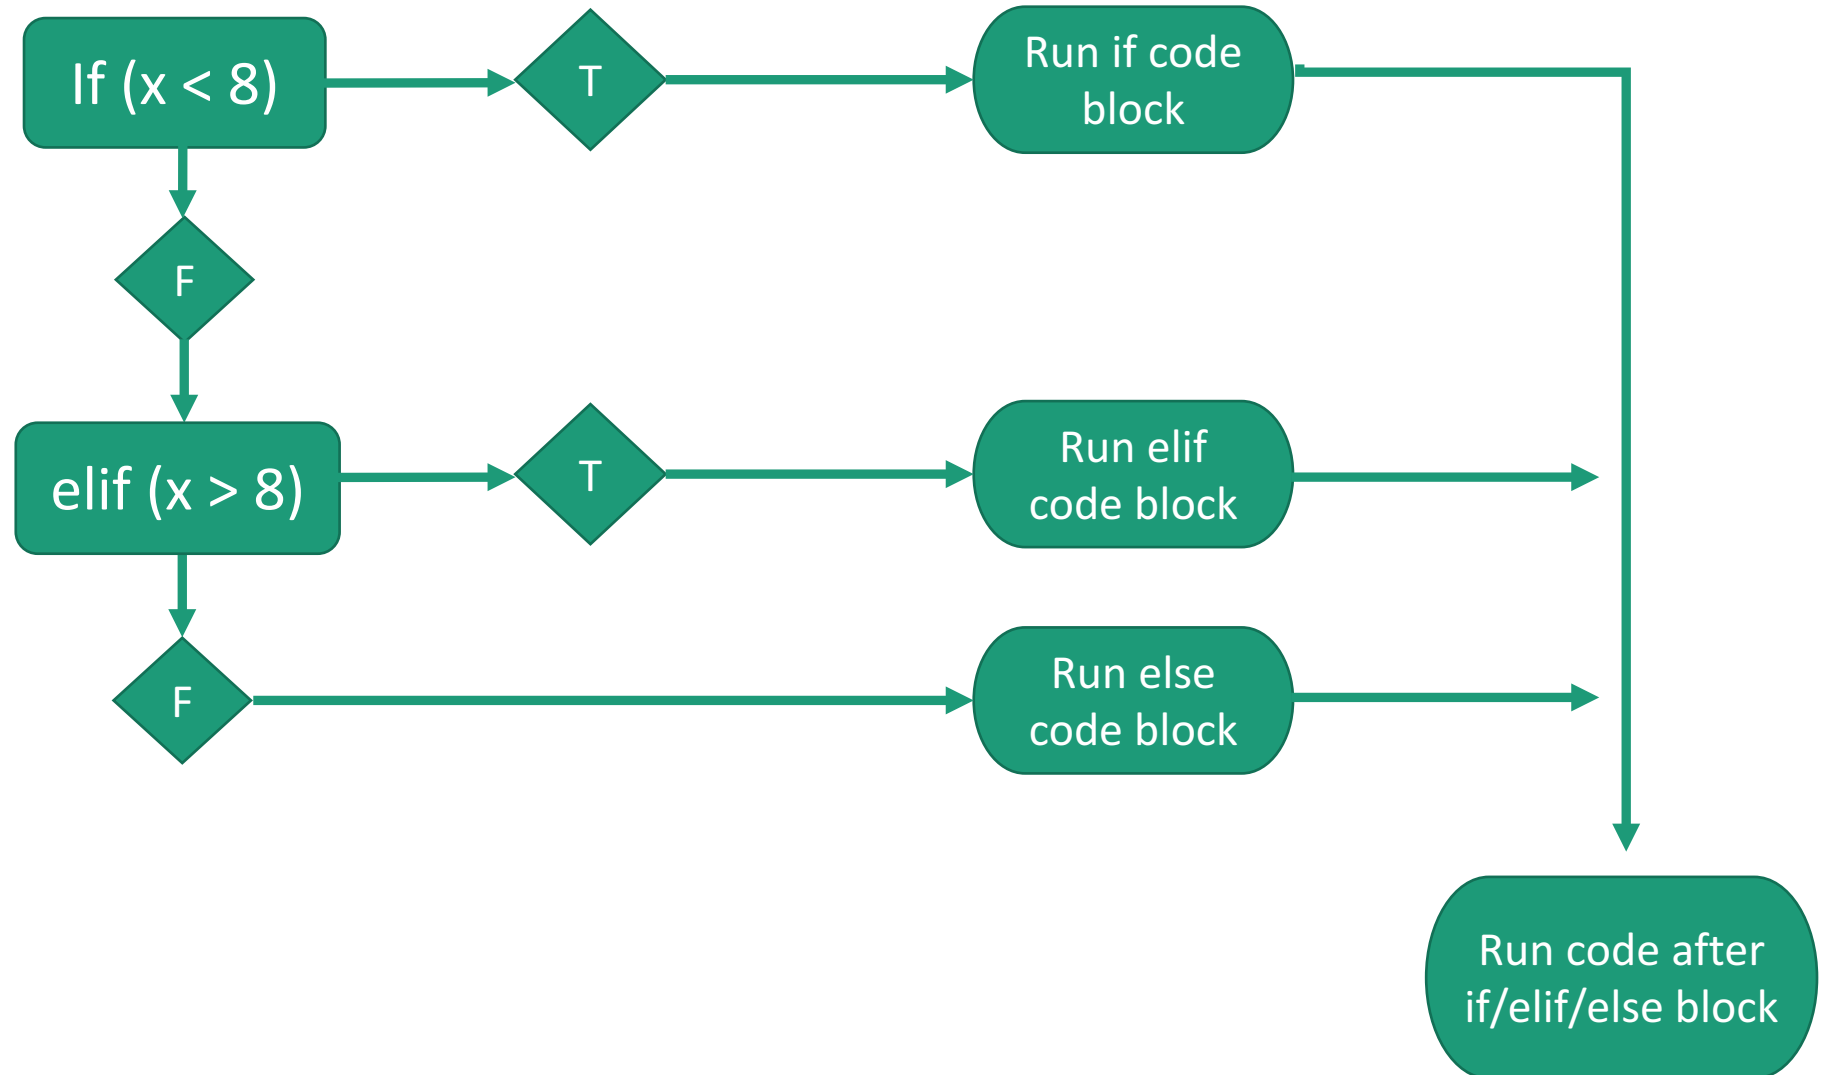 If (x < 8)
T
Run if code
block
F
elif (x > 8)
T
Run elif
code block
F
Run else
code block
Run code after
if/elif/else block